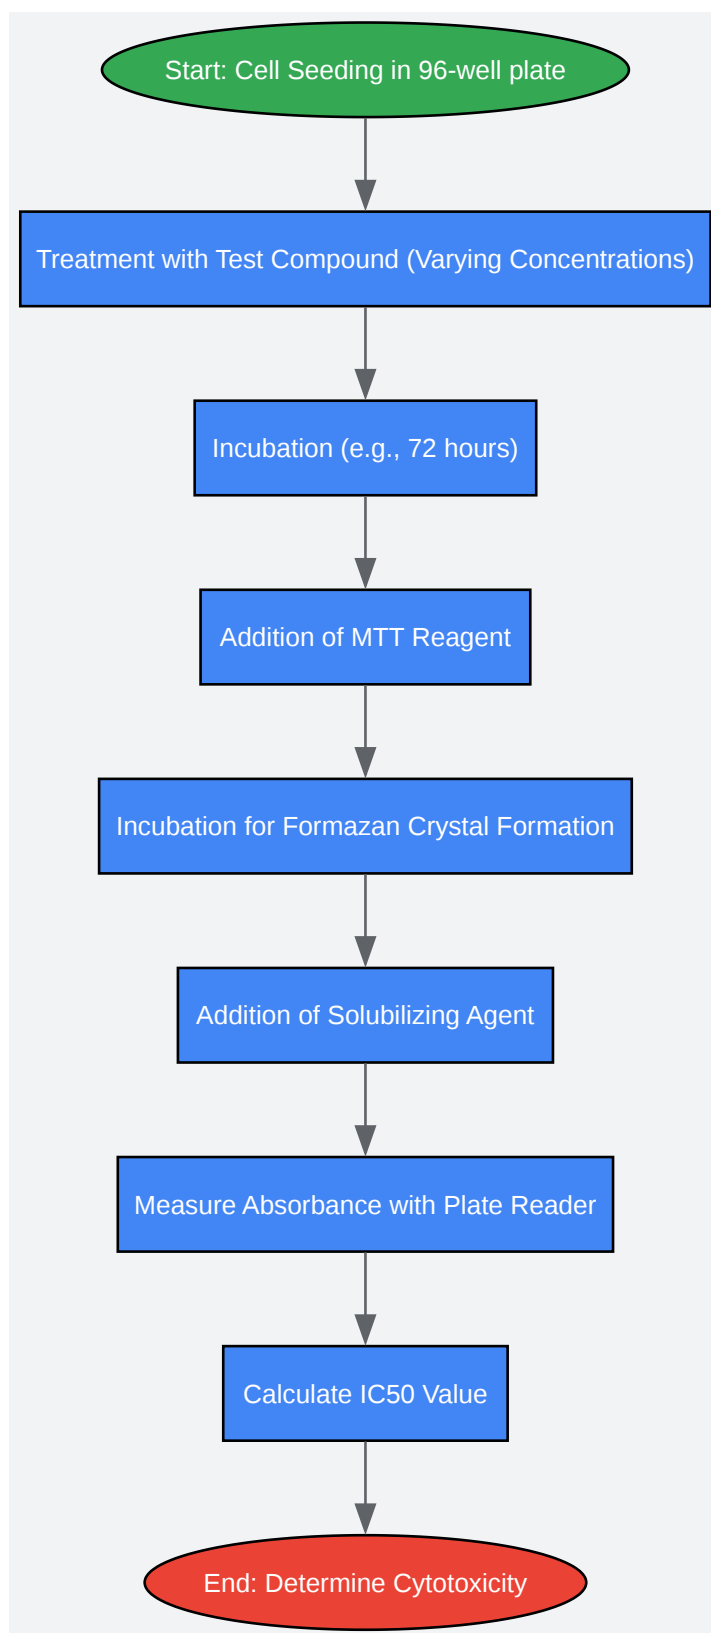 Start: Cell Seeding in 96-well plate
Treatment with Test Compound (Varying Concentrations)
Incubation (e.g., 72 hours)
Addition of MTT Reagent
Incubation for Formazan Crystal Formation
Addition of Solubilizing Agent
Measure Absorbance with Plate Reader
Calculate IC50 Value
End: Determine Cytotoxicity